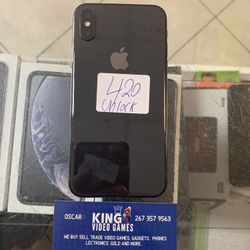 420
unlock
OSCAR :
KING
VIDEO GAMES
267 357 9563
WE BUY SELL TRADE VIDEO GAMES, GADGETS, PHONES
LECTRONICS GOLD AND MORE.